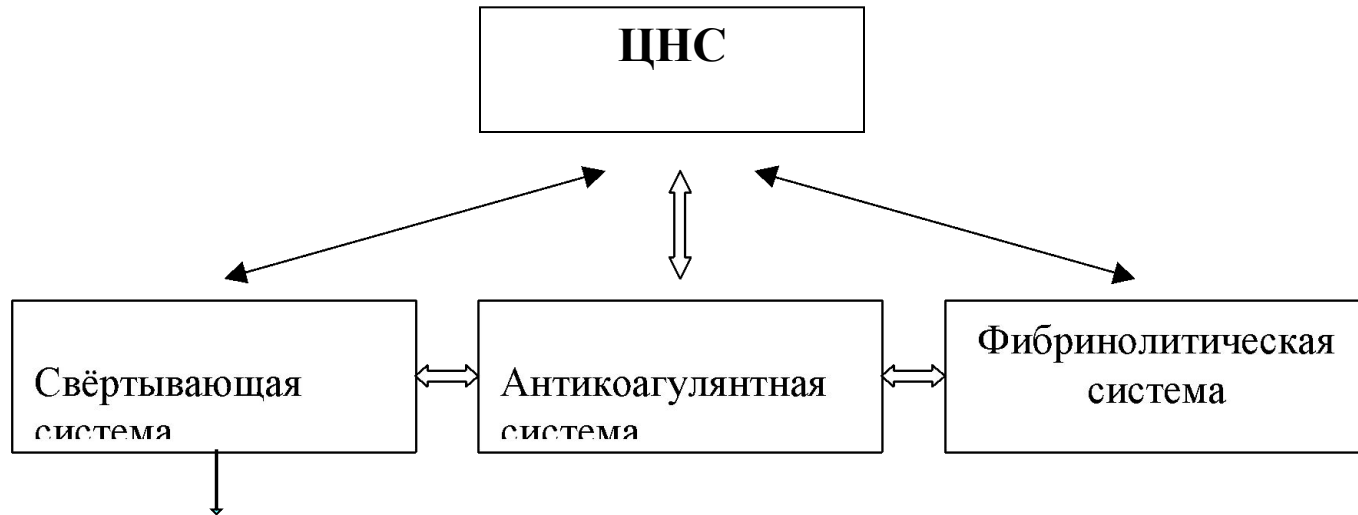 ЦНС
Свёртывающая
система
Антикоагулянтная
система
Фибринолитическая
система